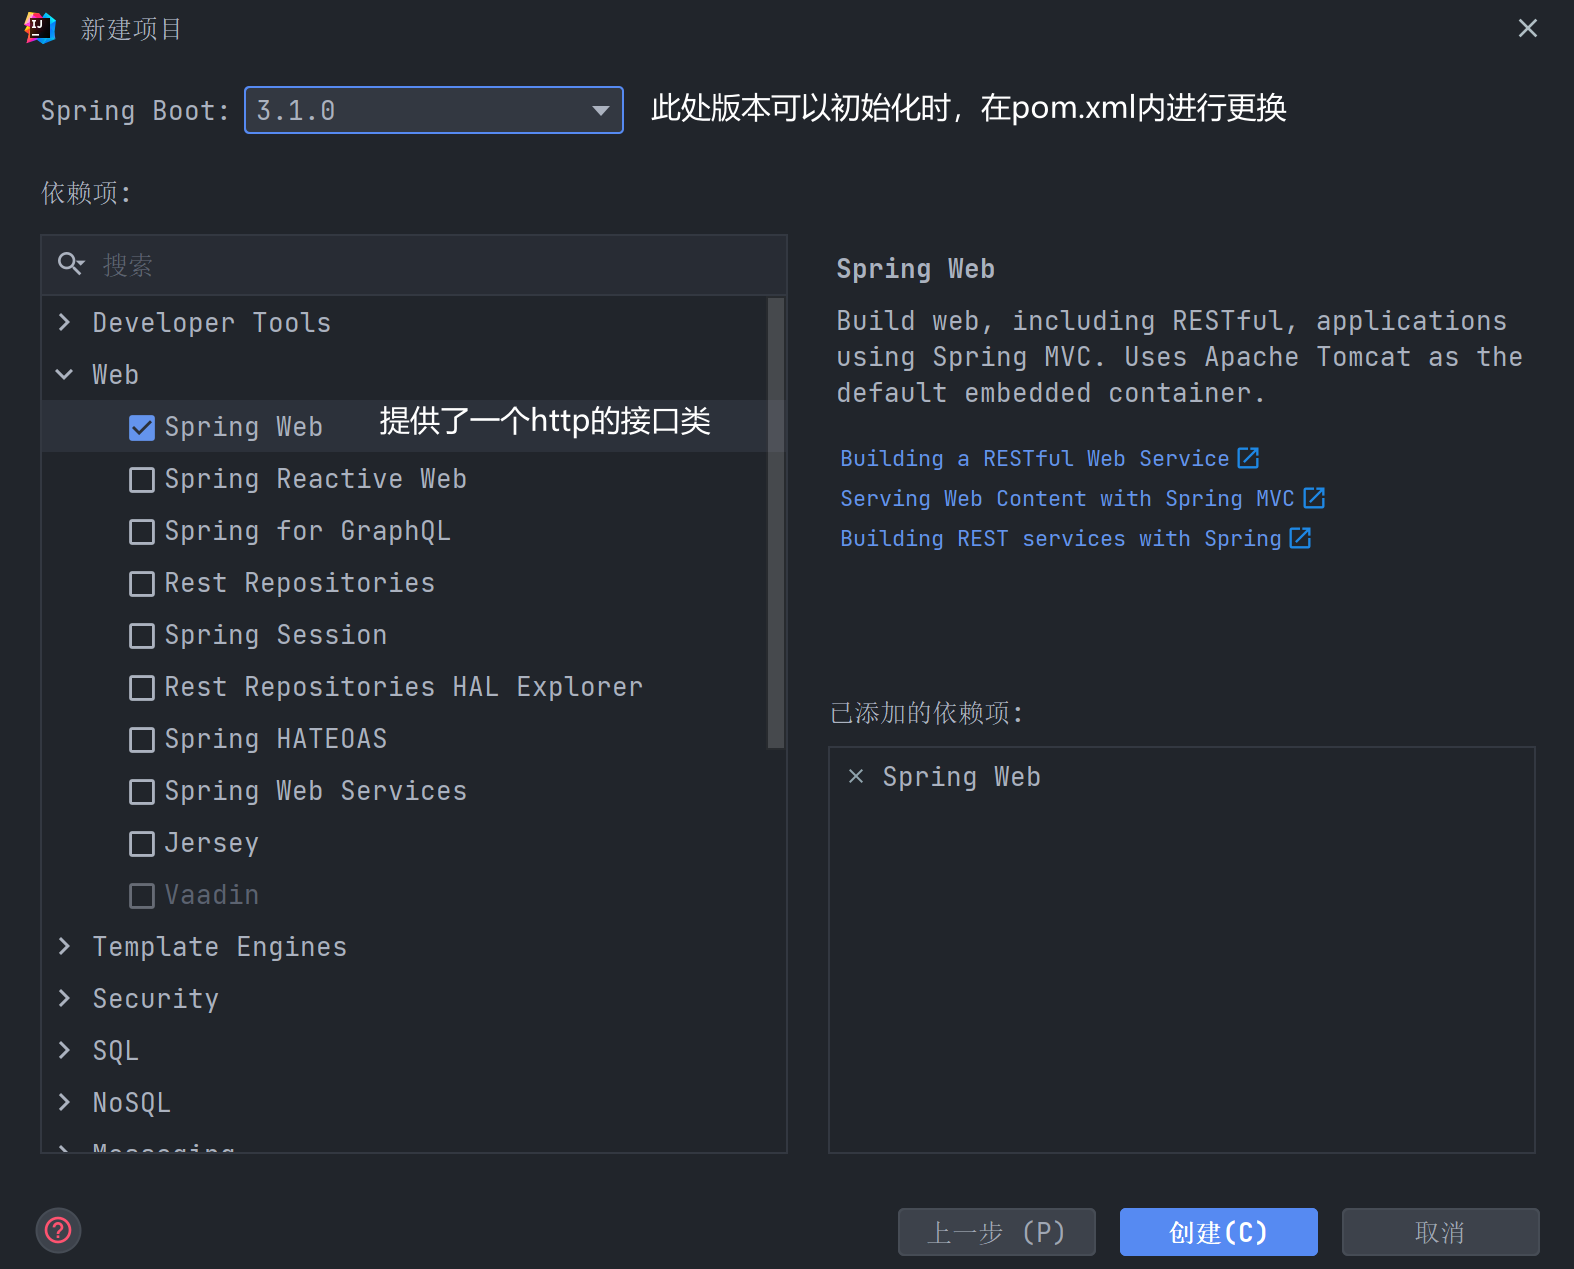 新建项目
Spring Boot: 3.1.0 此处版本可以初始化时，在pom.xml内进行更换
依赖项:
搜索
Developer Tools
Web
Spring Web 提供了一个http的接口类
Spring Reactive Web
Spring for GraphQL
Rest Repositories
Spring Session
Rest Repositories HAL Explorer
Spring HATEOAS
Spring Web Services
Jersey
Vaadin
Template Engines
Security
SQL
NoSQL
Messaging
Spring Web
Build web, including RESTful, applications
using Spring MVC. Uses Apache Tomcat as the
default embedded container.
Building a RESTful Web Service
Serving Web Content with Spring MVC
Building REST services with Spring
已添加的依赖项:
Spring Web
上一步 (P)
创建(C)
取消